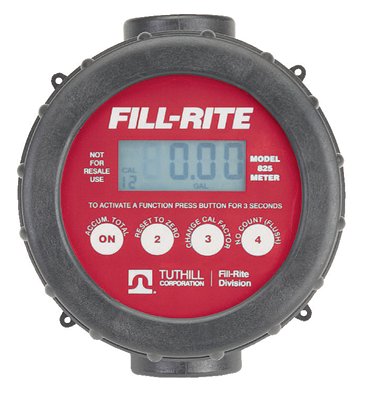 FILL-RITE
NOT
FOR
RESALE
USE
CAL
12
0.00
GAL
MODEL
825
METER
TO ACTIVATE A FUNCTION PRESS BUTTON FOR 3 SECONDS
ACCUM. TOTAL
RESET TO ZERO
CHANGE CAL FACTOR
NO COUNT (FLUSH)
ON
2
3
4
TUTHILL
CORPORATION
Fill-Rite
Division